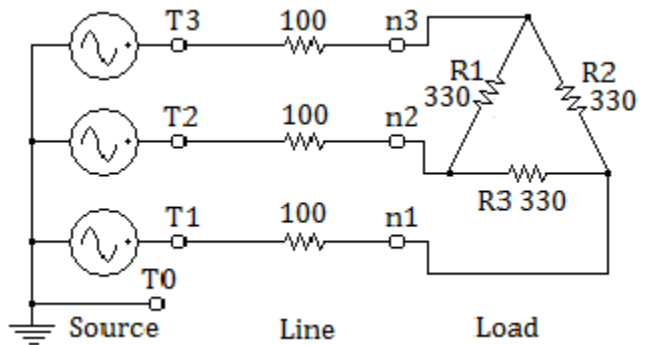 T3 100 n3
R1 330
R2 330
T2 100 n2
R3 330
T1 100 n1
T0
Source Line Load